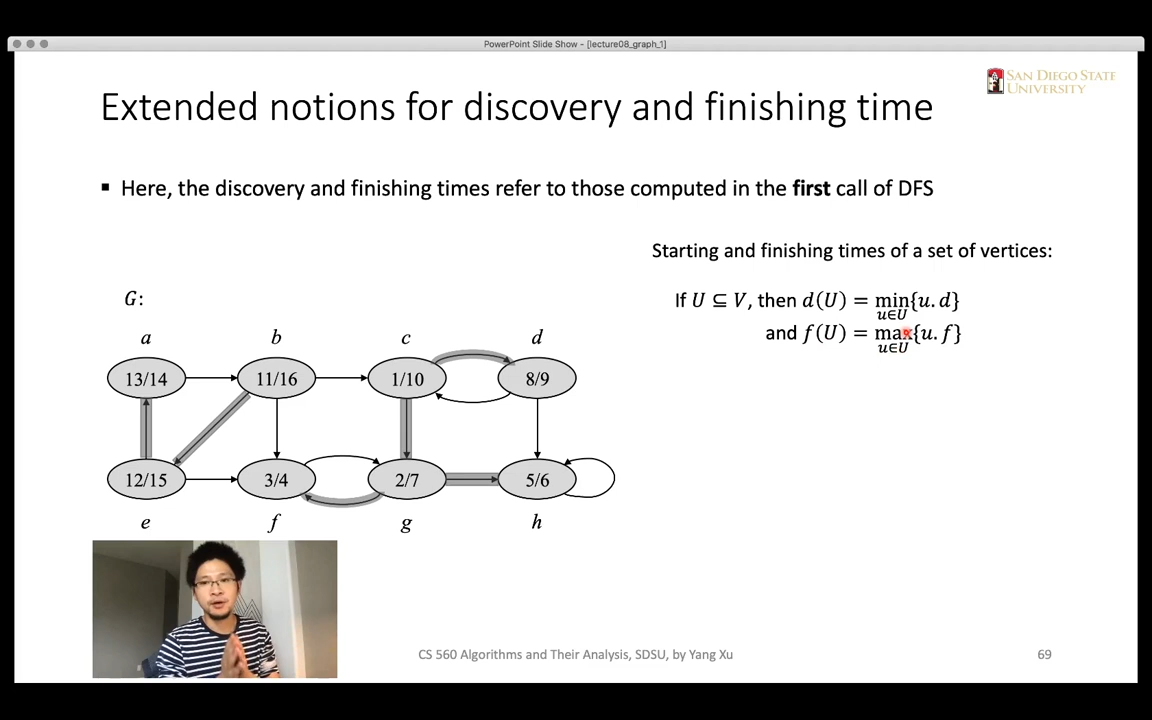 PowerPoint Slide Show - [lecture08_graph_1]
SAN DIEGO STATE
UNIVERSITY
Extended notions for discovery and finishing time
▪ Here, the discovery and finishing times refer to those computed in the first call of DFS
Starting and finishing times of a set of vertices:
If U ⊆ V, then d(U) = min{u.d}
u∈U
and f(U) = max{u.f}
u∈U
G:
a b c d
13/14 11/16 1/10 8/9
12/15 3/4 2/7 5/6
e f g h
CS 560 Algorithms and Their Analysis, SDSU, by Yang Xu
69